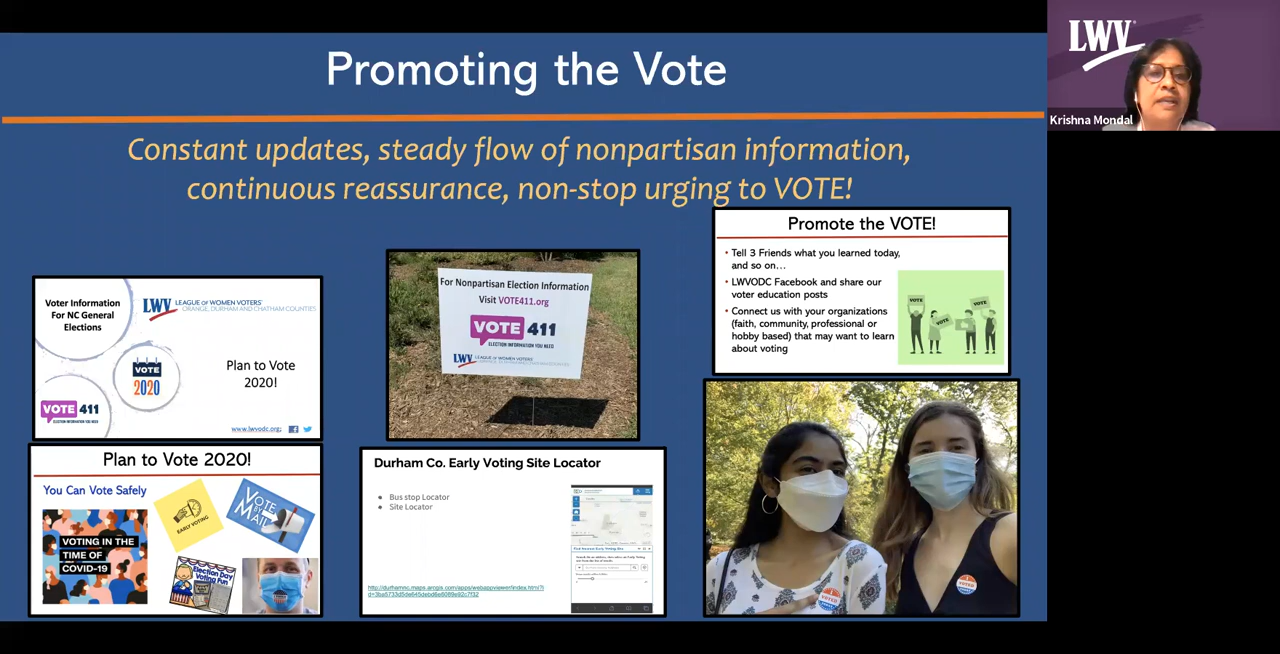 Promoting the Vote
Constant updates, steady flow of nonpartisan information,
continuous reassurance, non-stop urging to VOTE!
LWV
Krishna Mondal
Voter Information
For NC General
Elections
LWV LEAGUE OF WOMEN VOTERS®
ORANGE, DURHAM AND CHATHAM COUNTIES
VOTE
2020
Plan to Vote
2020!
VOTE 411
ELECTION INFORMATION YOU NEED
www.lwvodc.org;
For Nonpartisan Election Information
Visit VOTE411.org
VOTE 411
ELECTION INFORMATION YOU NEED
LWV LEAGUE OF WOMEN VOTERS
Promote the VOTE!
• Tell 3 Friends what you learned today,
and so on...
• LWVODC Facebook and share our
voter education posts
• Connect us with your organizations
(faith, community, professional or
hobby based) that may want to learn
about voting
VOTE
VOTE
VOTE
Plan to Vote 2020!
You Can Vote Safely
VOTING IN THE
TIME OF
COVID-19
EARLY VOTING
VOTE
BY
MAIL
Election Day
Voting Fun
Durham Co. Early Voting Site Locator
● Bus stop Locator
● Site Locator
VOTED
VOTED